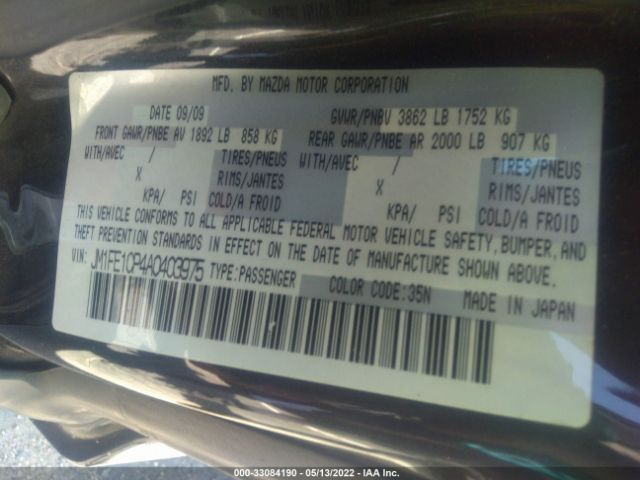 MFD. BY MAZDA MOTOR CORPORATION
DATE 09/09 GVWR/PNBV 3862 LB 1752 KG
FRONT GAWR/PNBE AV 1892 LB 858 KG REAR GAWR/PNBE AR 2000 LB 907 KG
WITH/AVEC / TIRES/PNEUS WITH/AVEC / TIRES/PNEUS
X RIMS/JANTES X RIMS/JANTES
KPA/ PSI COLD/A FROID KPA/ PSI COLD/A FROID
THIS VEHICLE CONFORMS TO ALL APPLICABLE FEDERAL MOTOR VEHICLE SAFETY, BUMPER, AND
THEFT PREVENTION STANDARDS IN EFFECT ON THE DATE OF MANUFACTURE SHOWN ABOVE.
VIN: JM1FE1CP4A0403975 TYPE:PASSENGER COLOR CODE:35N MADE IN JAPAN
000-33084190 - 05/13/2022 - IAA Inc.